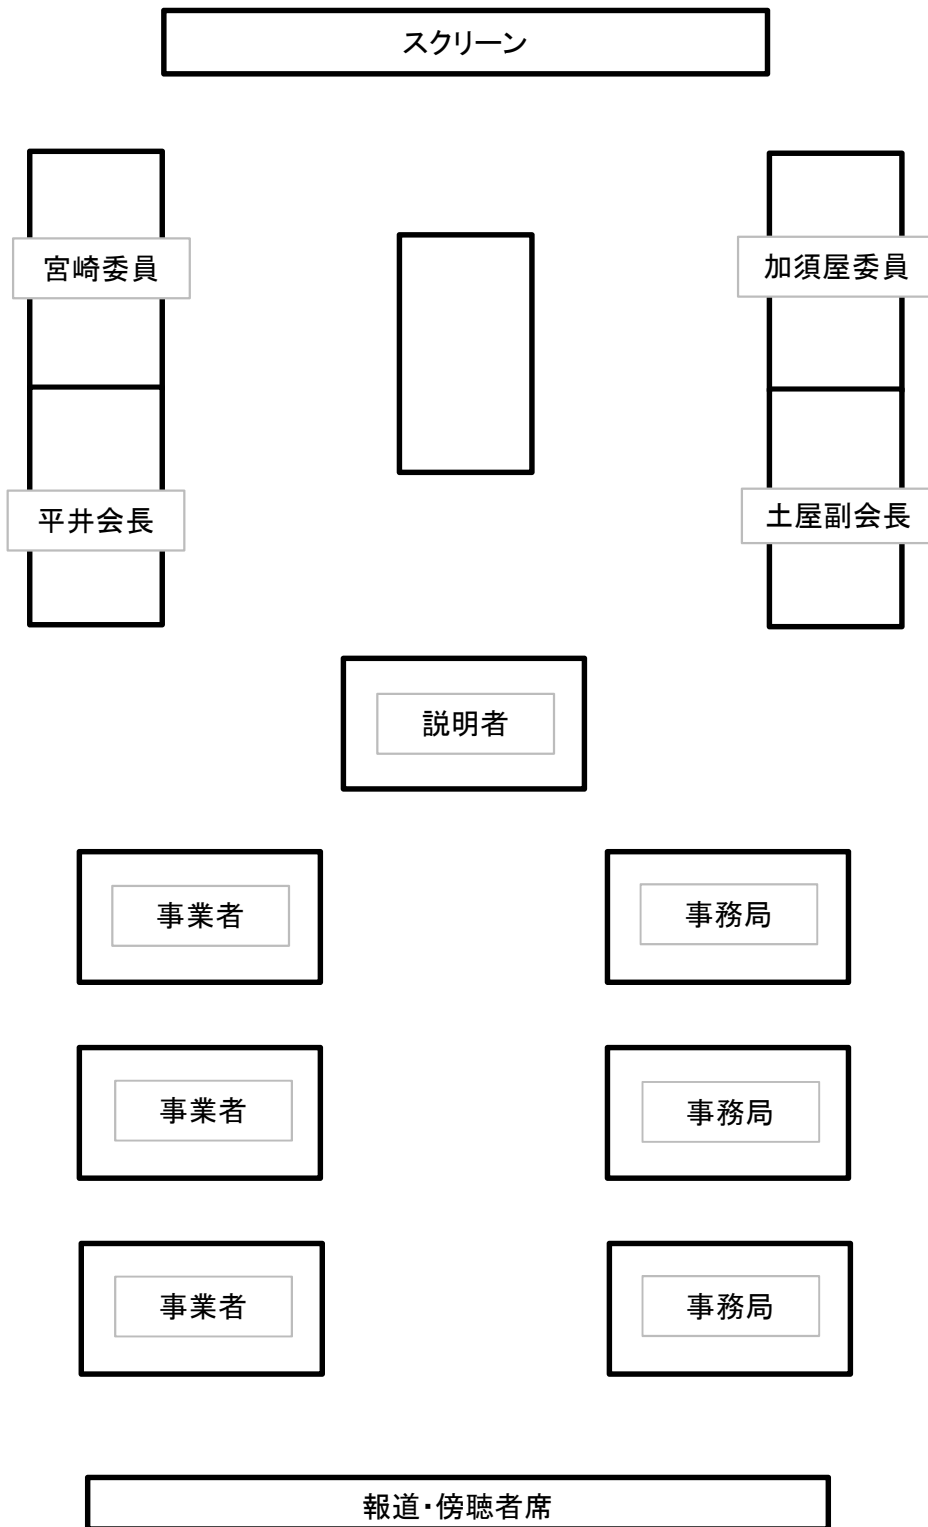 スクリーン
宮崎委員
加須屋委員
平井会長
土屋副会長
説明者
事業者
事務局
事業者
事務局
事業者
事務局
報道・傍聴者席